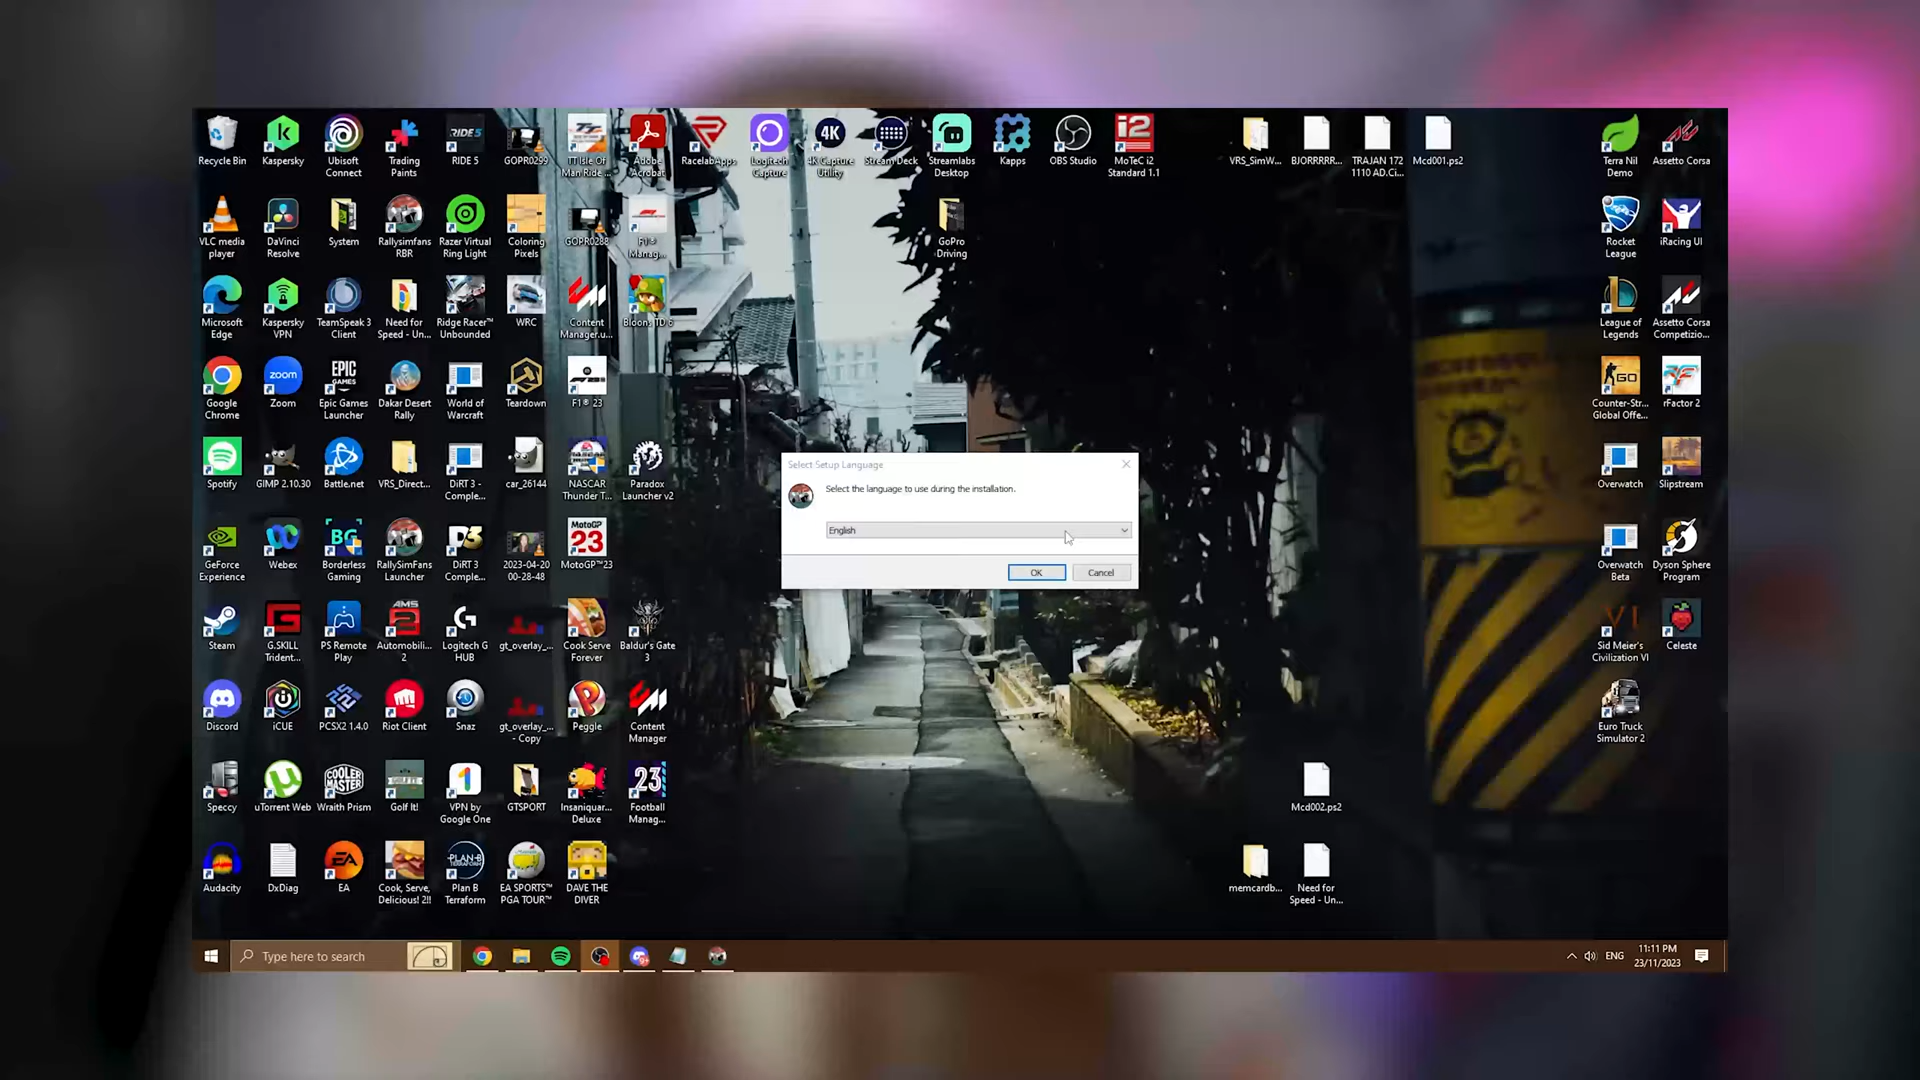 Recycle Bin
Kaspersky
Ubisoft
Connect
Trading
Paints
RIDE 5
GOPR0299
TT Isle Of
Man Ride ...
Adobe
Acrobat
RacelabApps
Logitech
Capture
4K Capture
Utility
Stream Deck
Streamlabs
Desktop
Kapps
OBS Studio
MoTeC i2
Standard 1.1
VRS_SimW...
BJORRRRR...
TRAJAN 172
1110 AD.Ci...
Mcd001.ps2
Terra Nil
Demo
Assetto Corsa
VLC media
player
DaVinci
Resolve
System
Rallysimfans
RBR
Razer Virtual
Ring Light
Coloring
Pixels
GOPR0288
F1®
Manag...
GoPro
Driving
Rocket
League
iRacing UI
Microsoft
Edge
Kaspersky
VPN
TeamSpeak 3
Client
Need for
Speed - Un...
Ridge Racer™
Unbounded
WRC
Content
Manager.u...
Bloons TD 6
League of
Legends
Assetto Corsa
Competizio...
Google
Chrome
Zoom
Epic Games
Launcher
Dakar Desert
Rally
World of
Warcraft
Teardown
F1® 23
Counter-Str...
Global Offe...
rFactor 2
Select Setup Language
Select the language to use during the installation.
English
OK
Cancel
Spotify
GIMP 2.10.30
Battle.net
VRS_Direct...
DiRT 3 -
Comple...
car_26144
NASCAR
Thunder T...
Paradox
Launcher v2
Overwatch
Slipstream
GeForce
Experience
Webex
Borderless
Gaming
RallySimFans
Launcher
DiRT 3
Comple...
2023-04-20
00-28-48
MotoGP™23
Overwatch
Beta
Dyson Sphere
Program
Steam
G.SKILL
Trident...
PS Remote
Play
Automobili...
2
Logitech G
HUB
gt_overlay_...
Cook Serve
Forever
Baldur's Gate
3
Sid Meier's
Civilization VI
Celeste
Discord
iCUE
PCSX2 1.4.0
Riot Client
Snaz
gt_overlay_...
- Copy
Peggle
Content
Manager
Euro Truck
Simulator 2
Speccy
uTorrent Web
Wraith Prism
Golf It!
VPN by
Google One
GTSPORT
Insaniquar...
Deluxe
Football
Manag...
Mcd002.ps2
Audacity
DxDiag
EA
Cook, Serve,
Delicious! 2!!
Plan B
Terraform
EA SPORTS™
PGA TOUR™
DAVE THE
DIVER
memcardb...
Need for
Speed - Un...
Type here to search
ENG
11:11 PM
23/11/2023